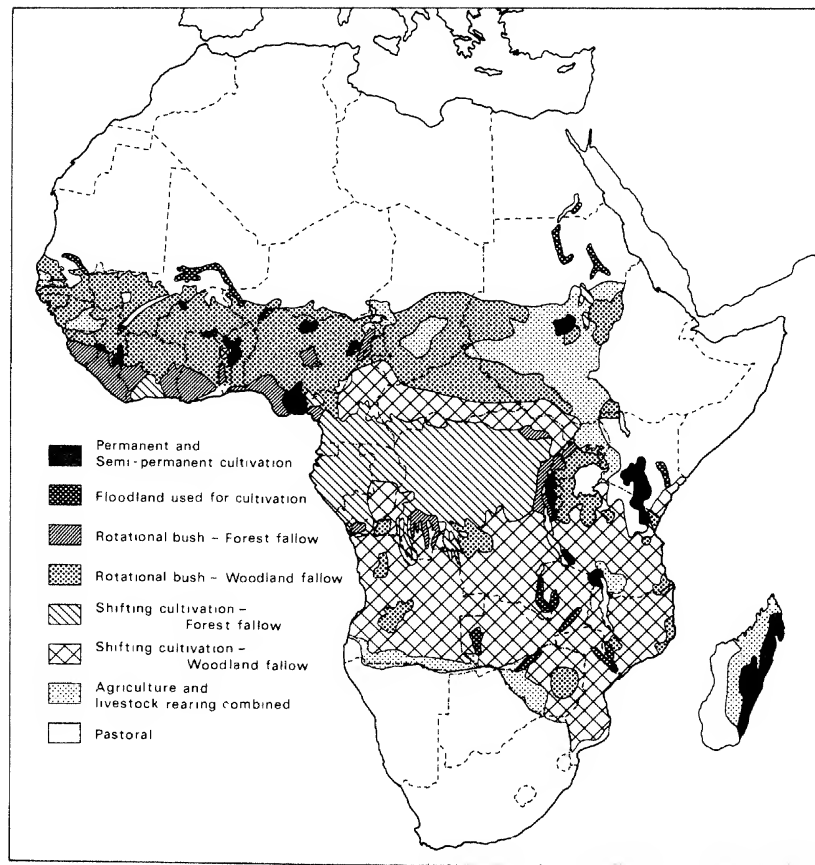 Permanent and
Semi-permanent cultivation
Floodland used for cultivation
Rotational bush – Forest fallow
Rotational bush – Woodland fallow
Shifting cultivation –
Forest fallow
Shifting cultivation –
Woodland fallow
Agriculture and
livestock rearing combined
Pastoral